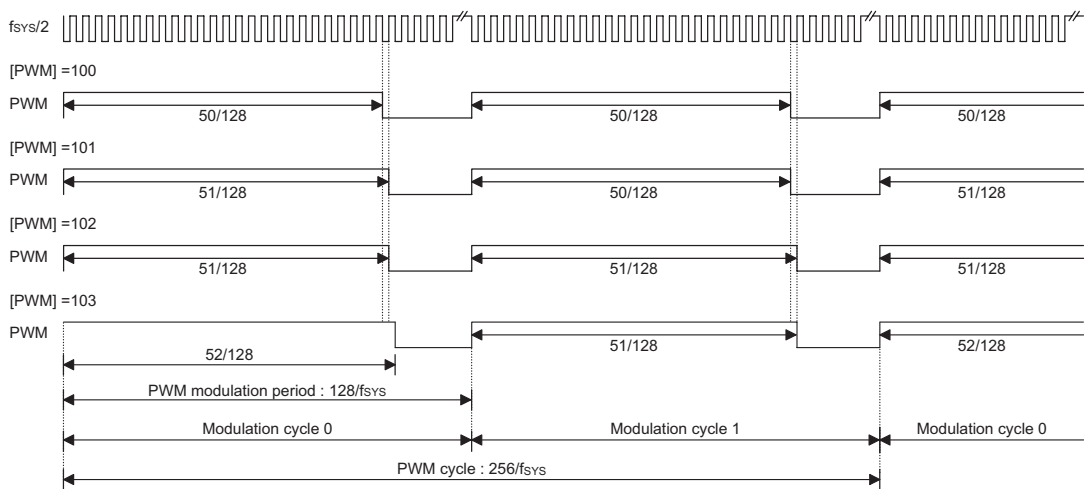 fSYS/2
[PWM] =100
PWM
50/128 50/128 50/128
[PWM] =101
PWM
51/128 50/128 51/128
[PWM] =102
PWM
51/128 51/128 51/128
[PWM] =103
PWM
52/128 51/128 52/128
PWM modulation period : 128/fSYS
Modulation cycle 0 Modulation cycle 1 Modulation cycle 0
PWM cycle : 256/fSYS